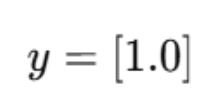 y = [1.0]